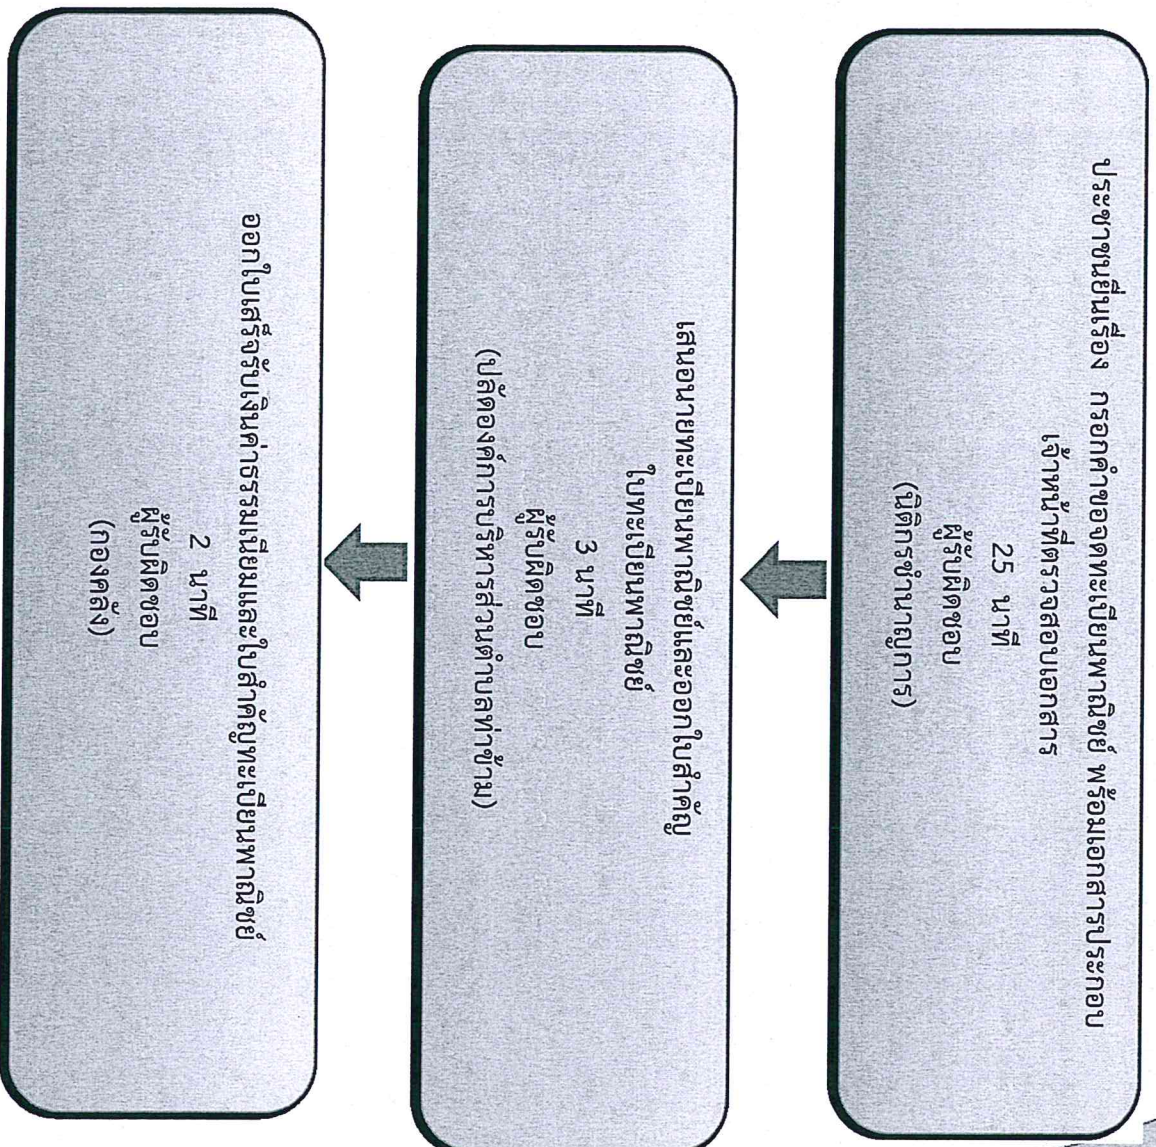 ประชาชนยื่นเรื่อง กรอกคำขอจดทะเบียนพาณิชย์ พร้อมเอกสารประกอบ
เจ้าหน้าที่ตรวจสอบเอกสาร
25 นาที
ผู้รับผิดชอบ
(นิติกรชำนาญการ)
เสนอนายทะเบียนพาณิชย์และออกใบสำคัญ
ใบทะเบียนพาณิชย์
3 นาที
ผู้รับผิดชอบ
(ปลัดองค์การบริหารส่วนตำบลท่าข้าม)
ออกใบเสร็จรับเงินค่าธรรมเนียมและใบสำคัญทะเบียนพาณิชย์
2 นาที
ผู้รับผิดชอบ
(กองคลัง)